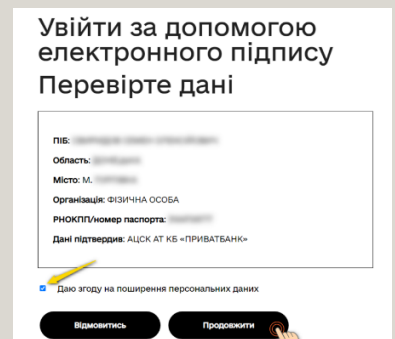 Увійти за допомогою
електронного підпису
Перевірте дані
ПІБ:
Область:
Місто: М.
Організація: ФІЗИЧНА ОСОБА
РНОКПП/номер паспорта:
Дані підтвердив: АЦСК АТ КБ «ПРИВАТБАНК»
Даю згоду на поширення персональних даних
Відмовитись
Продовжити